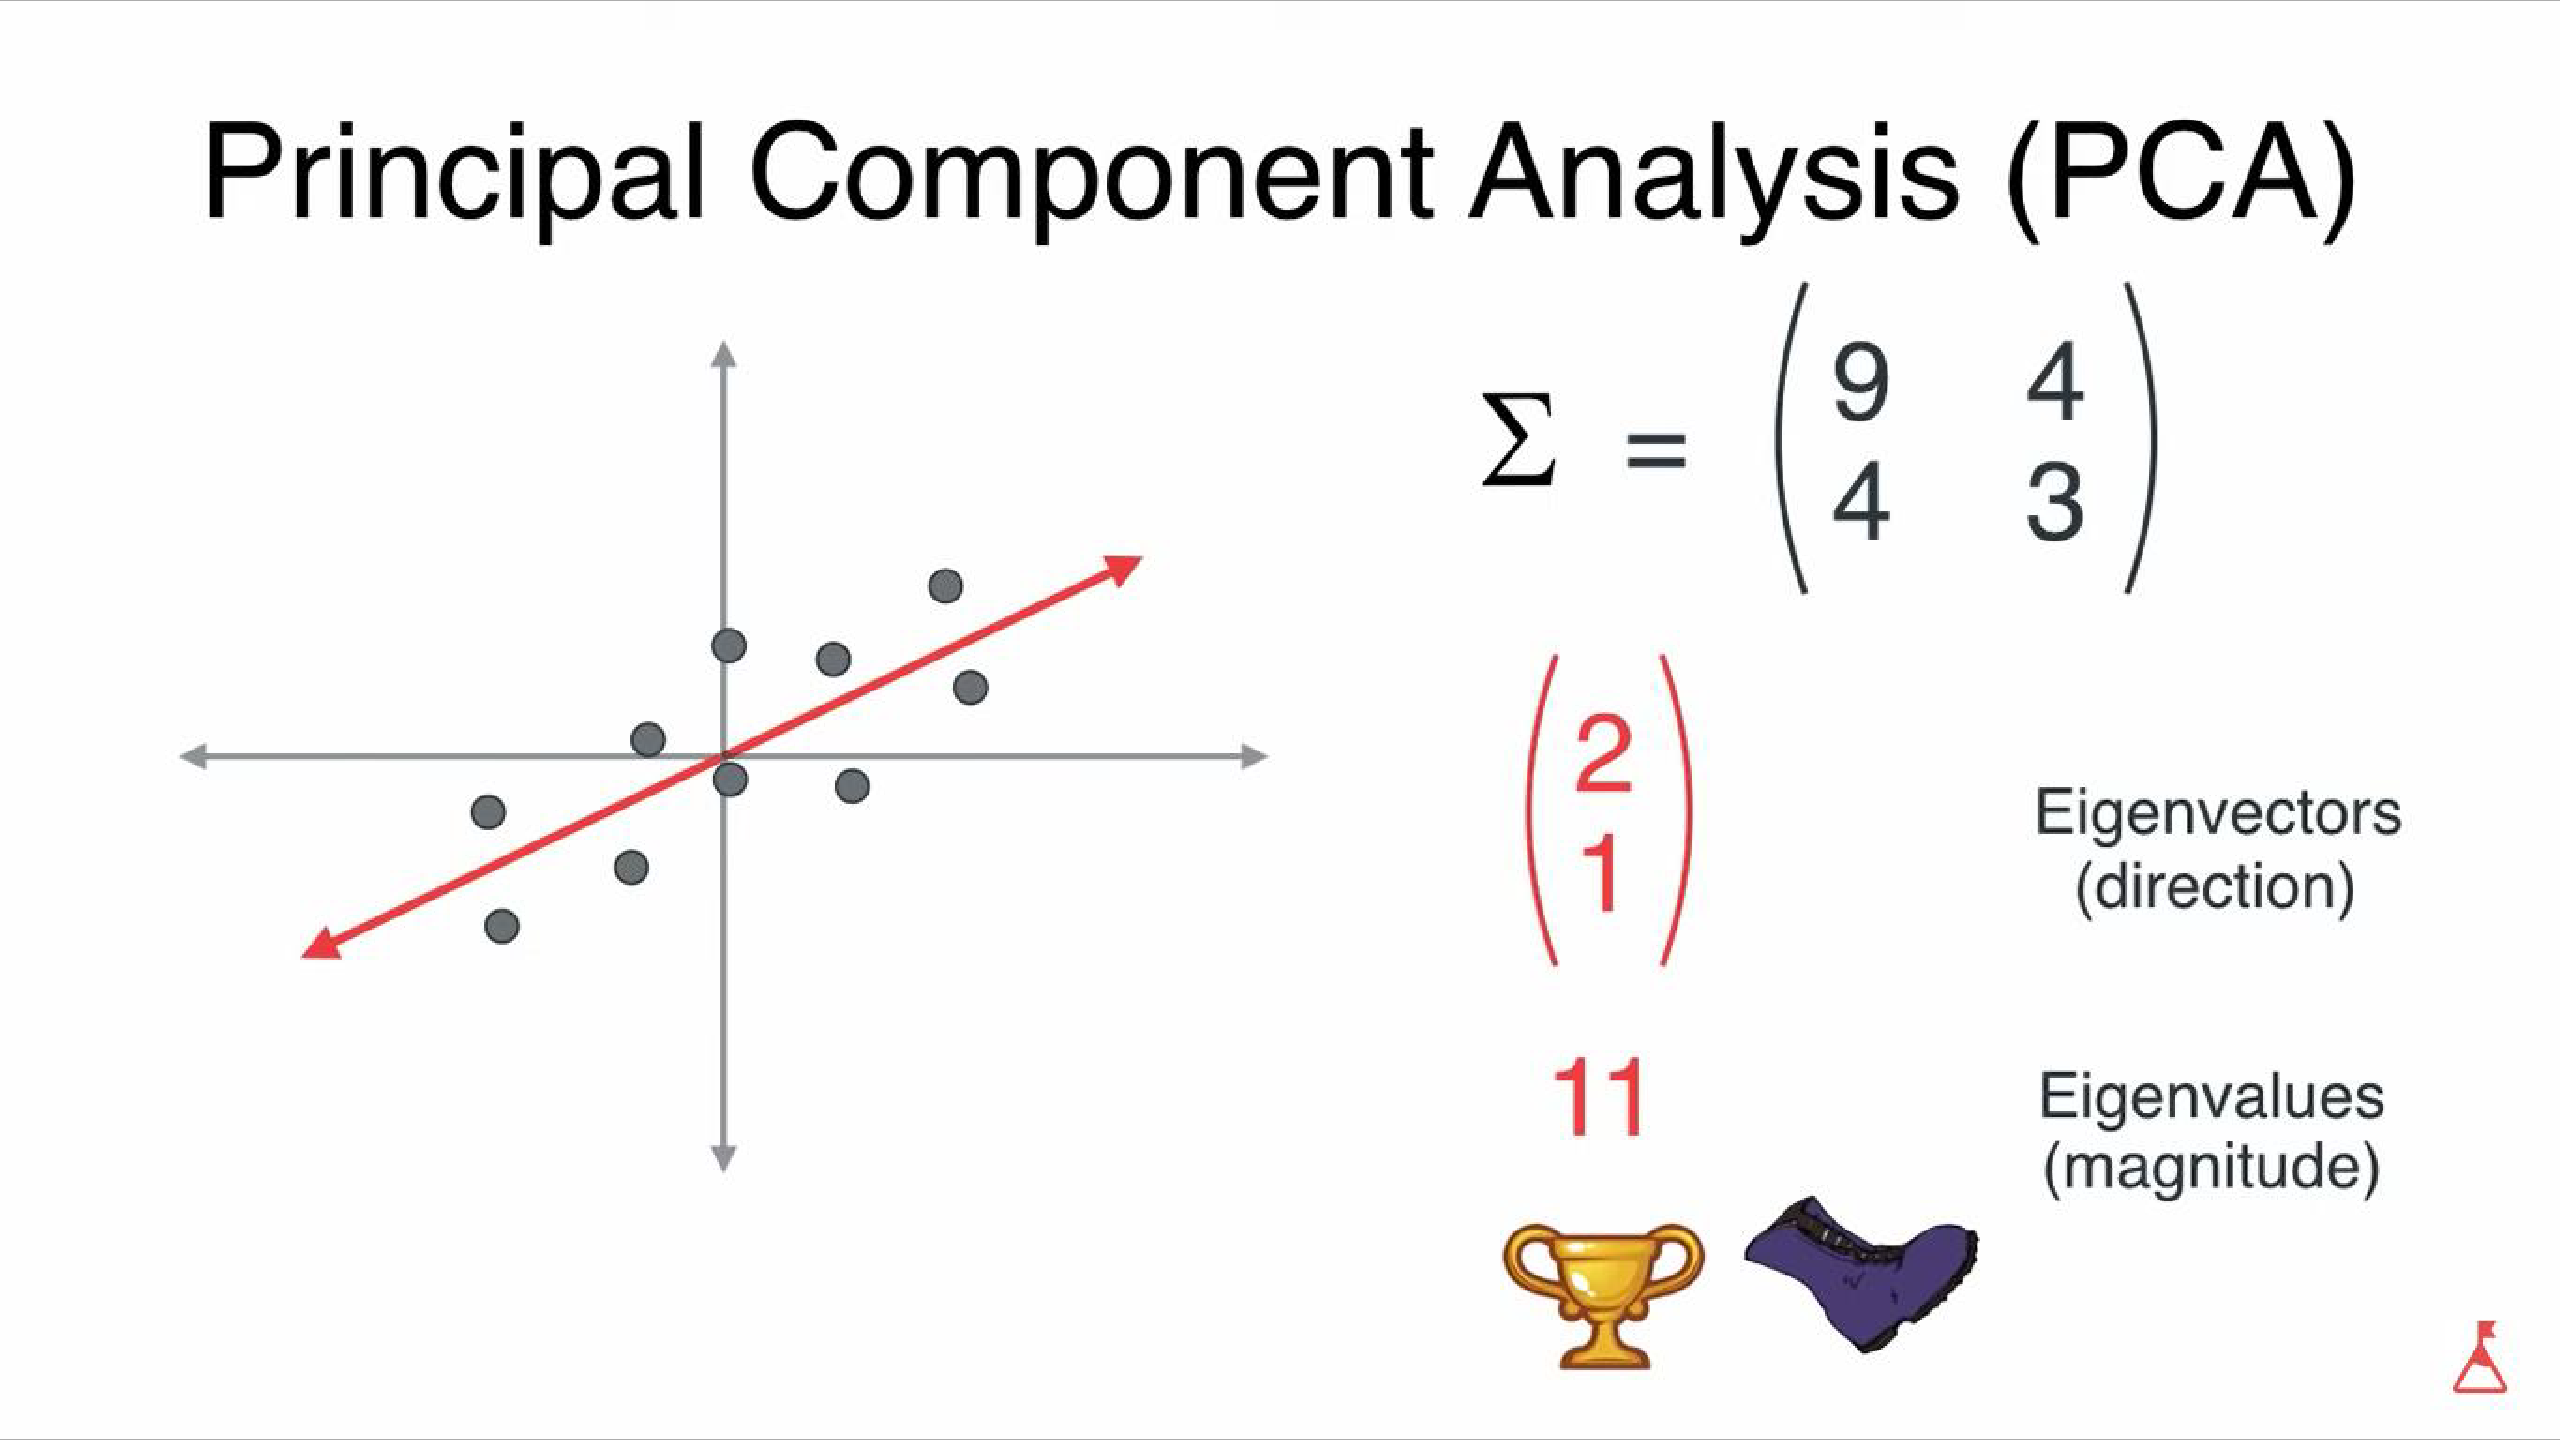 Principal Component Analysis (PCA)
Σ = ( 9 4
4 3 )
( 2
1 )
Eigenvectors
(direction)
11
Eigenvalues
(magnitude)